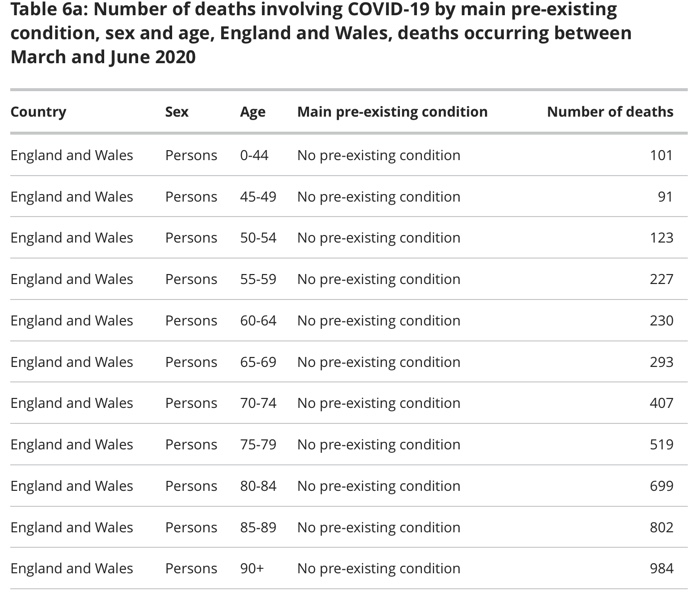 Table 6a: Number of deaths involving COVID-19 by main pre-existing
condition, sex and age, England and Wales, deaths occurring between
March and June 2020
Country Sex Age Main pre-existing condition Number of deaths
England and Wales Persons 0-44 No pre-existing condition 101
England and Wales Persons 45-49 No pre-existing condition 91
England and Wales Persons 50-54 No pre-existing condition 123
England and Wales Persons 55-59 No pre-existing condition 227
England and Wales Persons 60-64 No pre-existing condition 230
England and Wales Persons 65-69 No pre-existing condition 293
England and Wales Persons 70-74 No pre-existing condition 407
England and Wales Persons 75-79 No pre-existing condition 519
England and Wales Persons 80-84 No pre-existing condition 699
England and Wales Persons 85-89 No pre-existing condition 802
England and Wales Persons 90+ No pre-existing condition 984